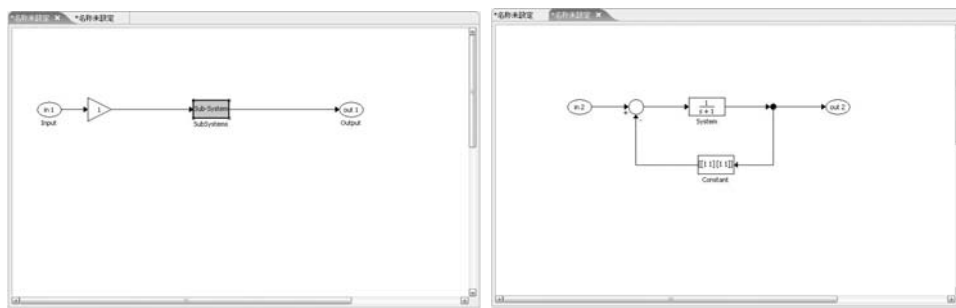 *名称未設定 *名称未設定
in 1
1
Sub-System
out 1
Input
SubSystems
Output
*名称未設定 *名称未設定
in 2
+
-
1
s + 1
System
out 2
[[1 1][1 1]]
Constant